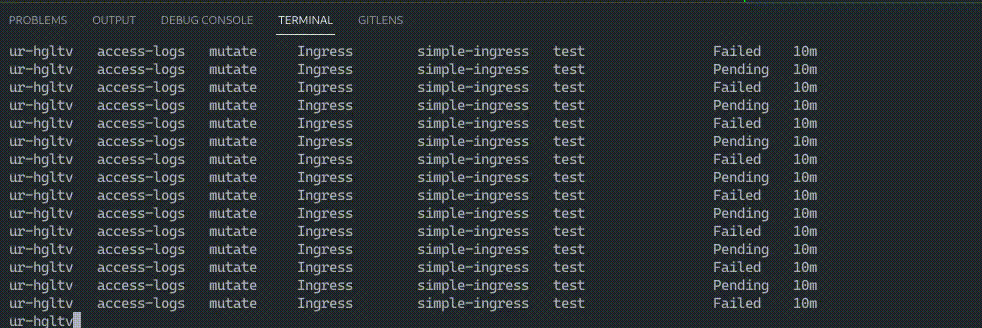 PROBLEMS OUTPUT DEBUG CONSOLE TERMINAL GITLENS
ur-hgltv access-logs mutate Ingress simple-ingress test Failed 10m
ur-hgltv access-logs mutate Ingress simple-ingress test Pending 10m
ur-hgltv access-logs mutate Ingress simple-ingress test Failed 10m
ur-hgltv access-logs mutate Ingress simple-ingress test Pending 10m
ur-hgltv access-logs mutate Ingress simple-ingress test Failed 10m
ur-hgltv access-logs mutate Ingress simple-ingress test Pending 10m
ur-hgltv access-logs mutate Ingress simple-ingress test Failed 10m
ur-hgltv access-logs mutate Ingress simple-ingress test Pending 10m
ur-hgltv access-logs mutate Ingress simple-ingress test Failed 10m
ur-hgltv access-logs mutate Ingress simple-ingress test Pending 10m
ur-hgltv access-logs mutate Ingress simple-ingress test Failed 10m
ur-hgltv access-logs mutate Ingress simple-ingress test Pending 10m
ur-hgltv access-logs mutate Ingress simple-ingress test Failed 10m
ur-hgltv access-logs mutate Ingress simple-ingress test Pending 10m
ur-hgltv access-logs mutate Ingress simple-ingress test Failed 10m
ur-hgltv